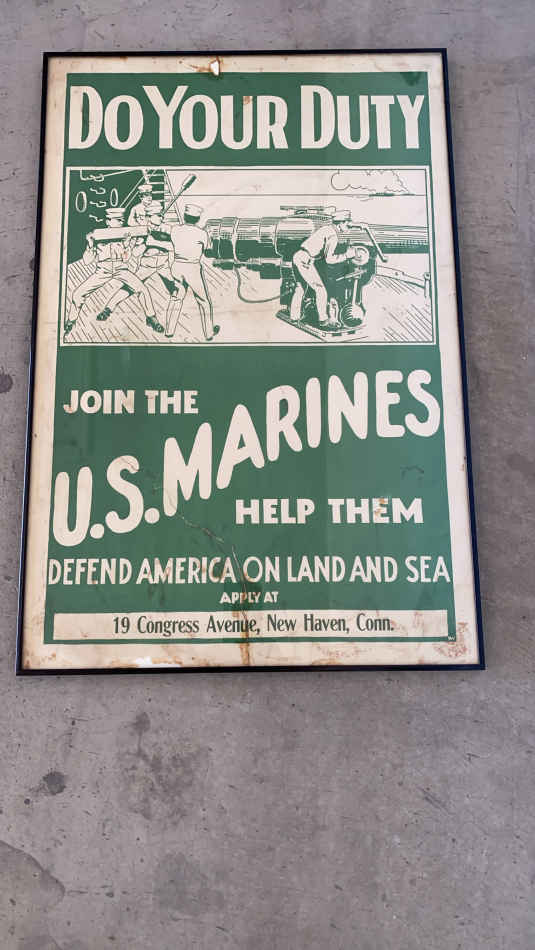 DO YOUR DUTY
JOIN THE
U.S. MARINES
HELP THEM
DEFEND AMERICA ON LAND AND SEA
APPLY AT
19 Congress Avenue, New Haven, Conn.